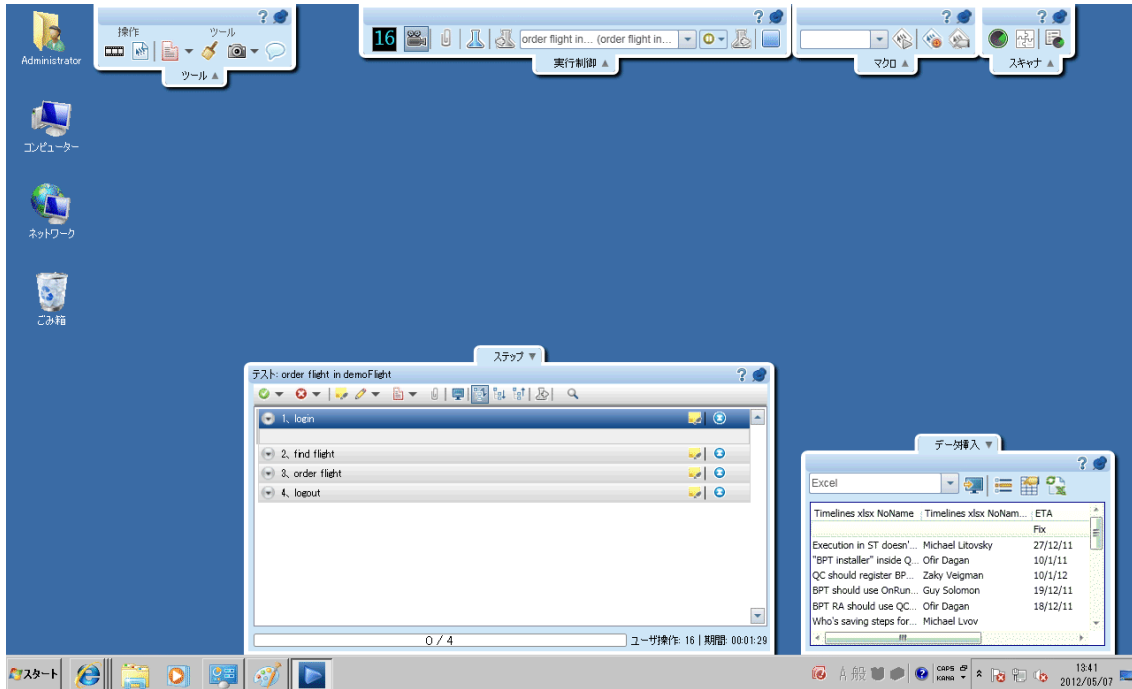 Administrator
コンピューター
ネットワーク
ごみ箱
?
操作 ツール
ツール ▲
?
16 order flight in... (order flight in...
実行制御 ▲
?
マクロ ▲
?
スキャナ ▲
ステップ ▼
テスト: order flight in demoFlight ?
1、login
2、find flight
3、order flight
4、logout
0 / 4 ユーザ操作: 16 | 期間: 00:01:29
データ挿入 ▼
?
Excel
Timelines xlsx NoName Timelines xlsx NoNam... ETA
Fix
Execution in ST doesn'... Michael Litovsky 27/12/11
"BPT installer" inside Q... Ofir Dagan 10/1/11
QC should register BP... Zaky Veigman 10/1/12
BPT should use OnRun... Guy Solomon 19/12/11
BPT RA should use QC... Ofir Dagan 18/12/11
Who's saving steps for... Michael Lvov
スタート
A 般 ? CAPS KANA
13:41
2012/05/07